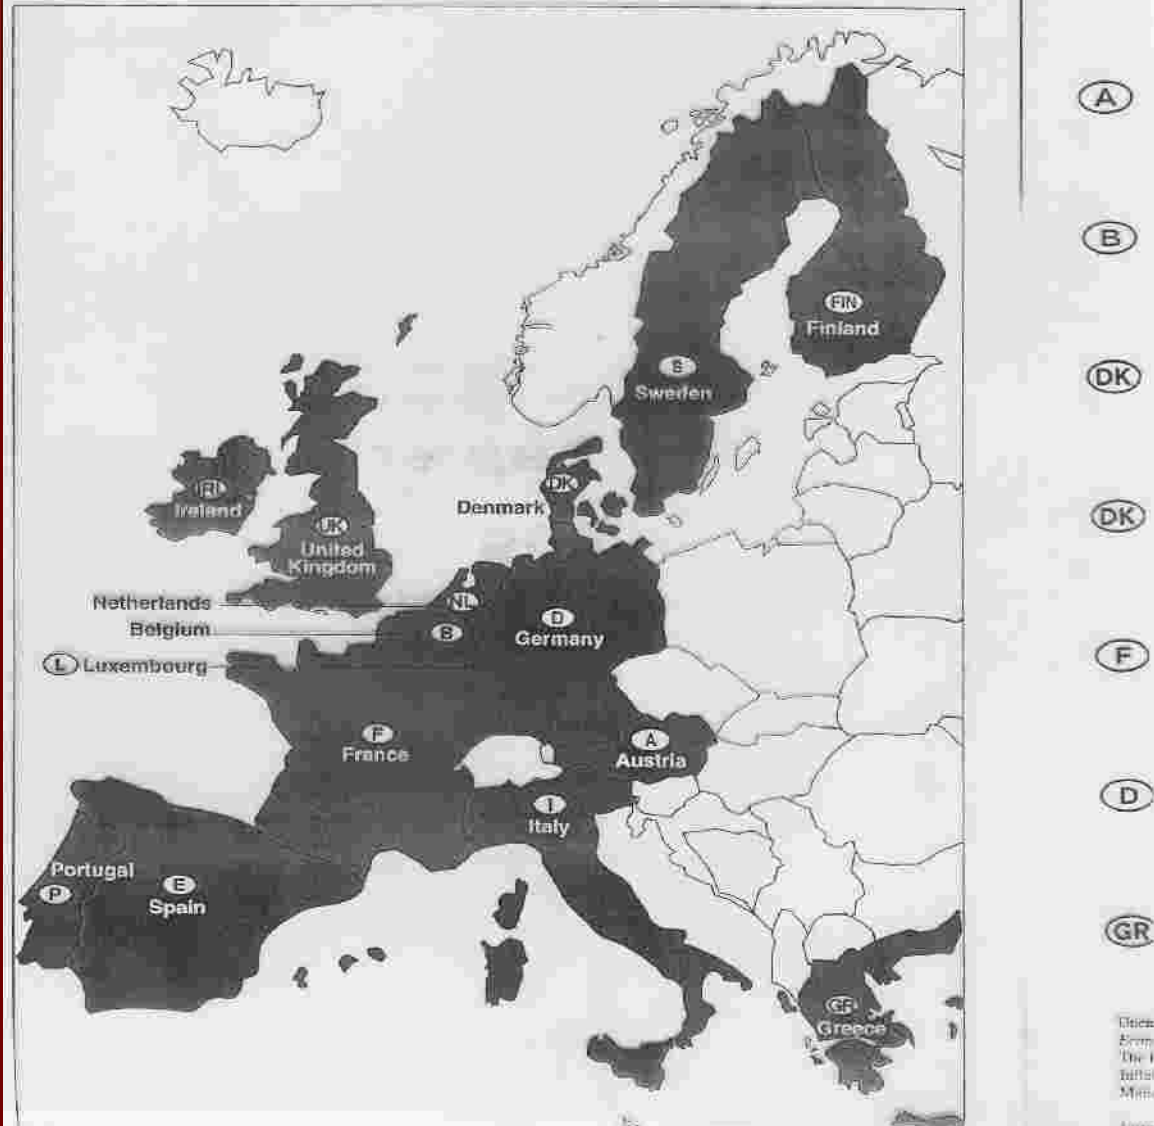 FIN
Finland
S
Sweden
IRL
Ireland
DK
Denmark
UK
United
Kingdom
Netherlands
NL
Belgium
B
D
Germany
L Luxembourg
F
France
A
Austria
I
Italy
Portugal
P
E
Spain
GR
Greece
A
B
DK
DK
F
D
GR
The